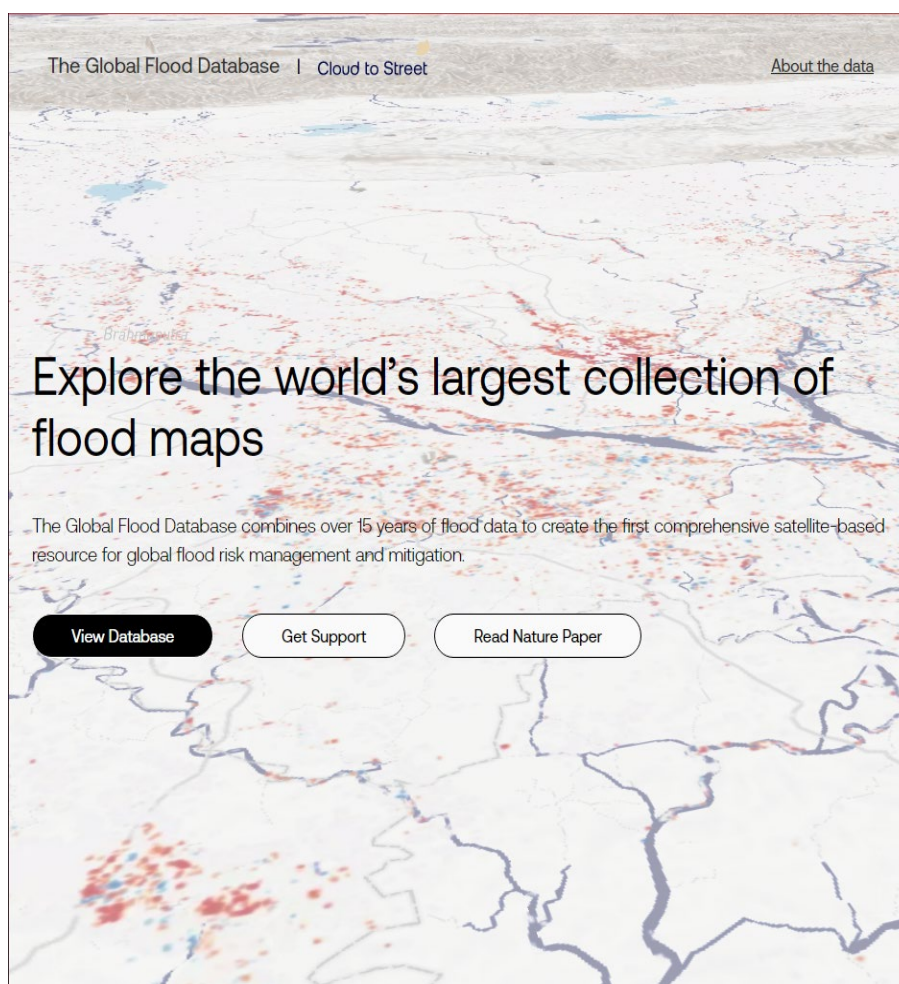 The Global Flood Database | Cloud to Street About the data
Brahmaputra
Explore the world’s largest collection of
flood maps
The Global Flood Database combines over 15 years of flood data to create the first comprehensive satellite-based
resource for global flood risk management and mitigation.
View Database Get Support Read Nature Paper